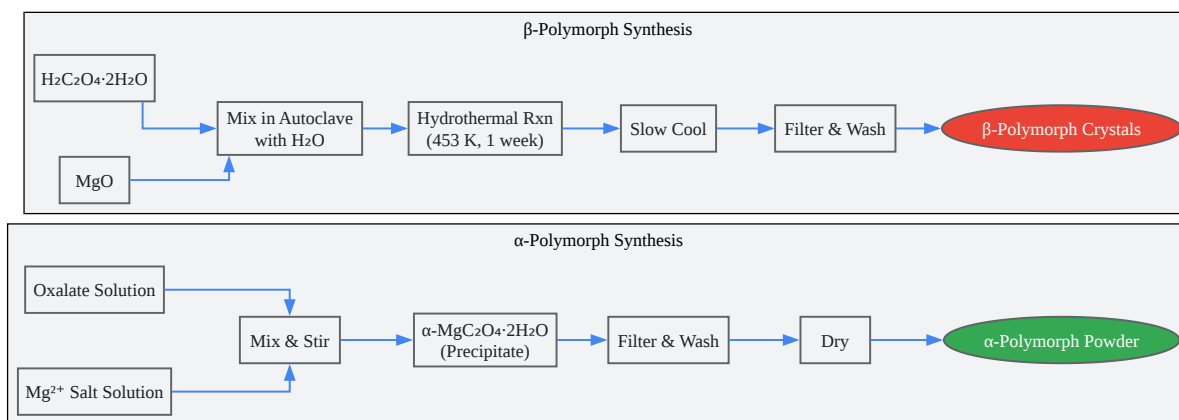 β-Polymorph Synthesis
H₂C₂O₄·2H₂O
MgO
Mix in Autoclave
with H₂O
Hydrothermal Rxn
(453 K, 1 week)
Slow Cool
Filter & Wash
β-Polymorph Crystals
α-Polymorph Synthesis
Oxalate Solution
Mg²⁺ Salt Solution
Mix & Stir
α-MgC₂O₄·2H₂O
(Precipitate)
Filter & Wash
Dry
α-Polymorph Powder